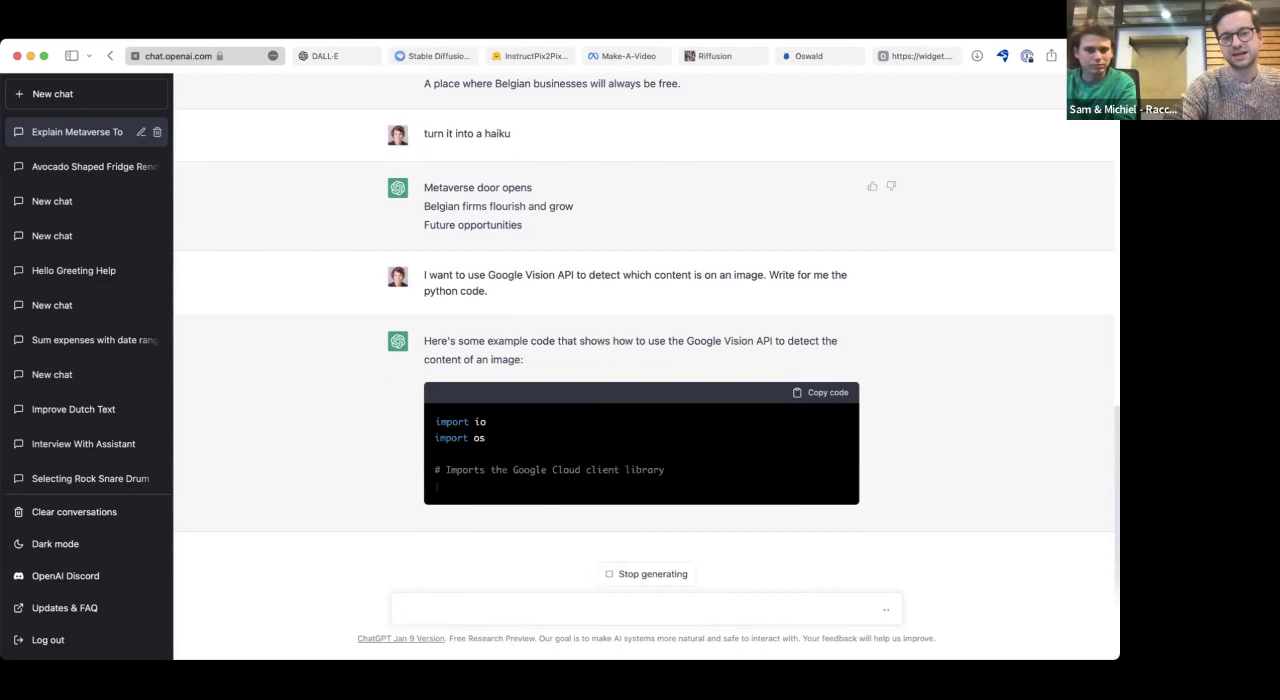 chat.openai.com
DALL-E
Stable Diffusio...
InstructPix2Pix...
Make-A-Video
Riffusion
Oswald
https://widget....
Sam & Michiel - Racc...
New chat
Explain Metaverse To
Avocado Shaped Fridge Rend
New chat
New chat
Hello Greeting Help
New chat
Sum expenses with date rang
New chat
Improve Dutch Text
Interview With Assistant
Selecting Rock Snare Drum
Clear conversations
Dark mode
OpenAI Discord
Updates & FAQ
Log out
A place where Belgian businesses will always be free.
turn it into a haiku
Metaverse door opens
Belgian firms flourish and grow
Future opportunities
I want to use Google Vision API to detect which content is on an image. Write for me the
python code.
Here's some example code that shows how to use the Google Vision API to detect the
content of an image:
Copy code
import io
import os
# Imports the Google Cloud client library
Stop generating
ChatGPT Jan 9 Version. Free Research Preview. Our goal is to make AI systems more natural and safe to interact with. Your feedback will help us improve.